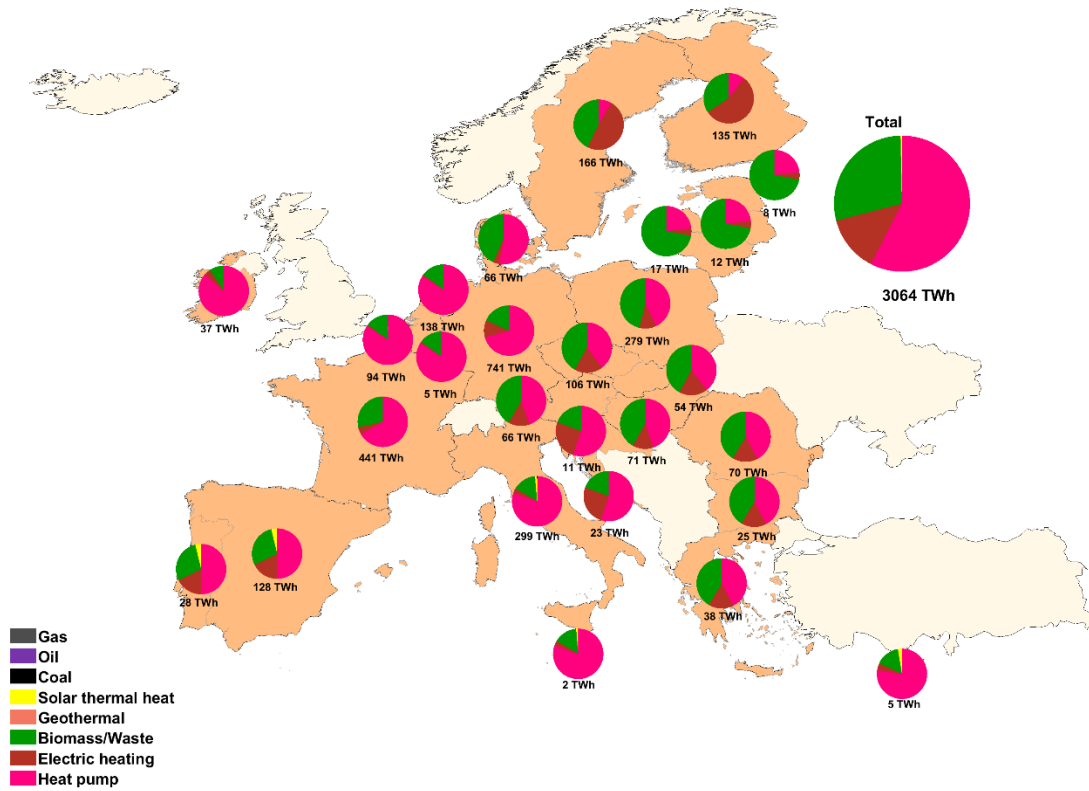 135 TWh
Total
166 TWh
8 TWh
17 TWh
12 TWh
66 TWh
3064 TWh
37 TWh
138 TWh
279 TWh
94 TWh
5 TWh
741 TWh
106 TWh
54 TWh
441 TWh
66 TWh
11 TWh
71 TWh
70 TWh
299 TWh
23 TWh
25 TWh
28 TWh
128 TWh
38 TWh
2 TWh
5 TWh
Gas
Oil
Coal
Solar thermal heat
Geothermal
Biomass/Waste
Electric heating
Heat pump